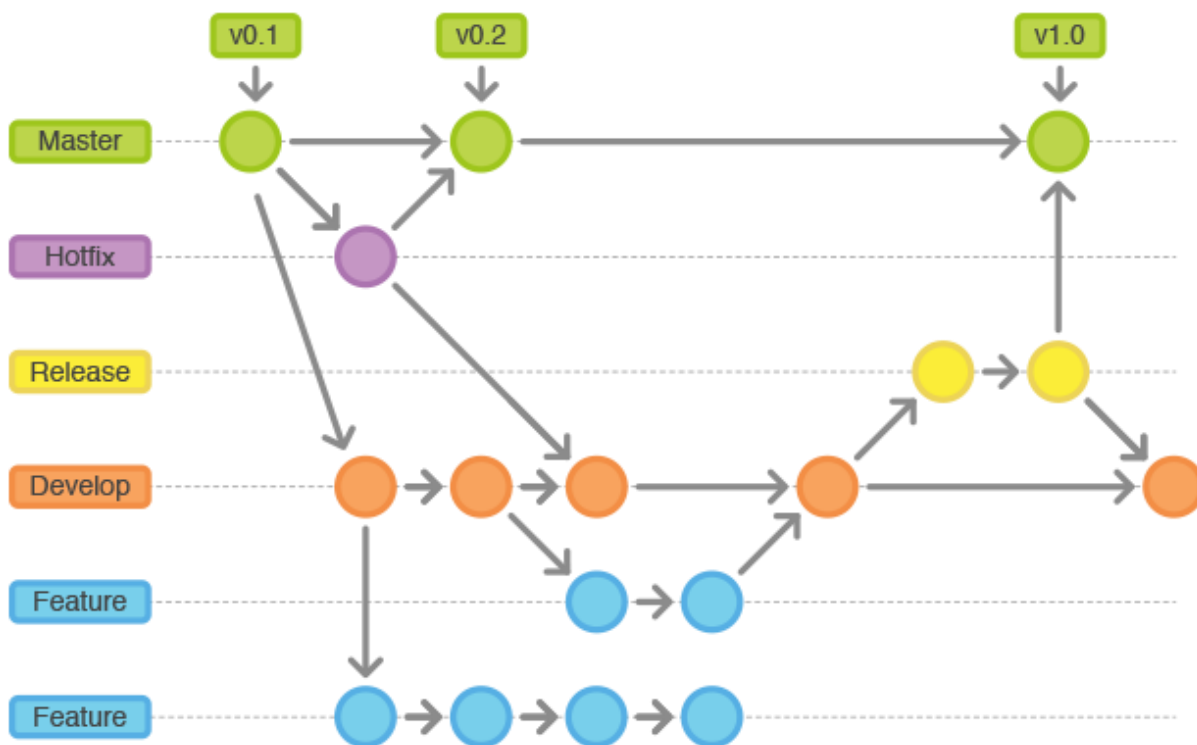 v0.1
v0.2
v1.0
Master
Hotfix
Release
Develop
Feature
Feature